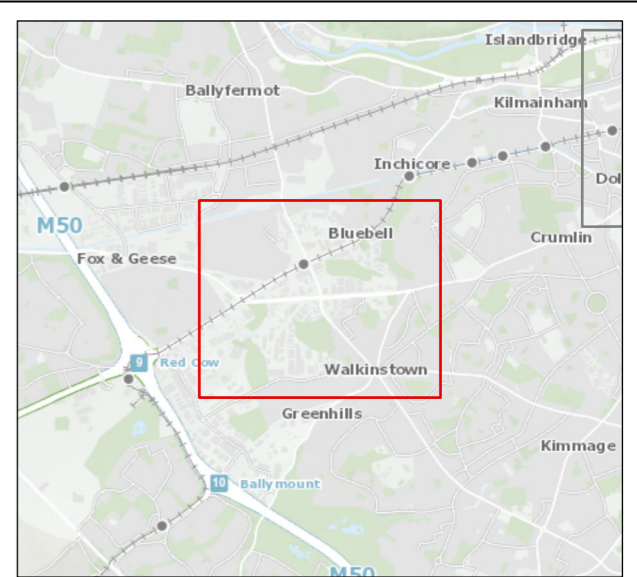 Islandbridge
Ballyfermot
Kilmainham
Inchicore
Dol
M50
Bluebell
Crumlin
Fox & Geese
9 Red Cow
Walkinstown
Greenhills
Kimmage
10 Ballymount
M50